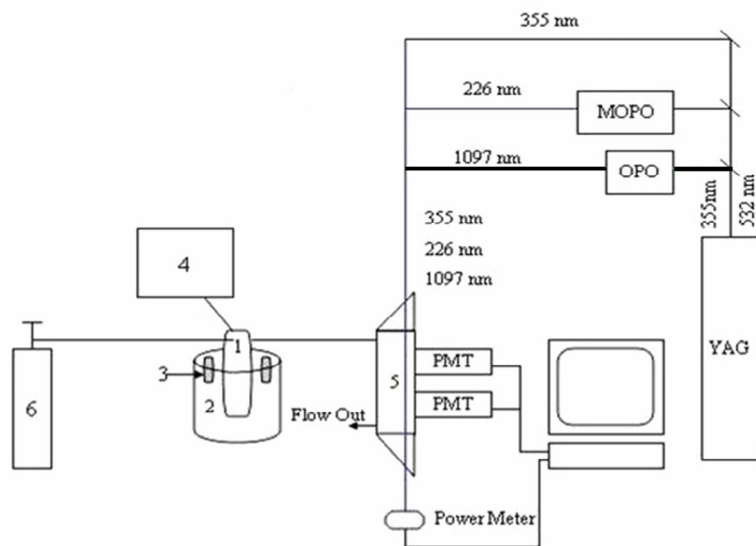 355 nm
226 nm
MOPO
1097 nm
OPO
355nm
532 nm
355 nm
226 nm
1097 nm
4
1
3
2
5
PMT
PMT
YAG
6
Flow Out
Power Meter